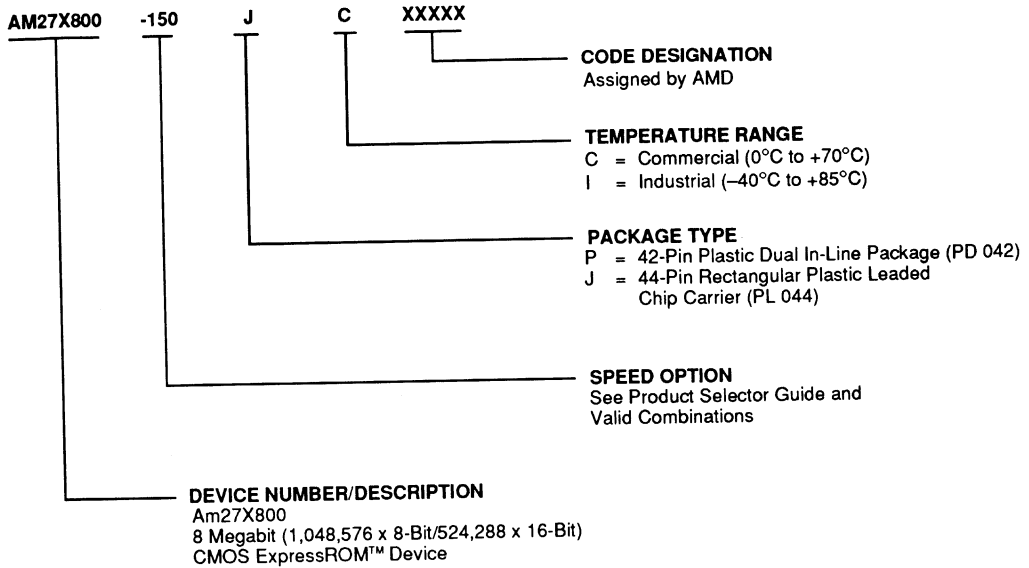 AM27X800 -150 J C XXXXX
CODE DESIGNATION
Assigned by AMD
TEMPERATURE RANGE
C = Commercial (0°C to +70°C)
I = Industrial (–40°C to +85°C)
PACKAGE TYPE
P = 42-Pin Plastic Dual In-Line Package (PD 042)
J = 44-Pin Rectangular Plastic Leaded
Chip Carrier (PL 044)
SPEED OPTION
See Product Selector Guide and
Valid Combinations
DEVICE NUMBER/DESCRIPTION
Am27X800
8 Megabit (1,048,576 x 8-Bit/524,288 x 16-Bit)
CMOS ExpressROM™ Device